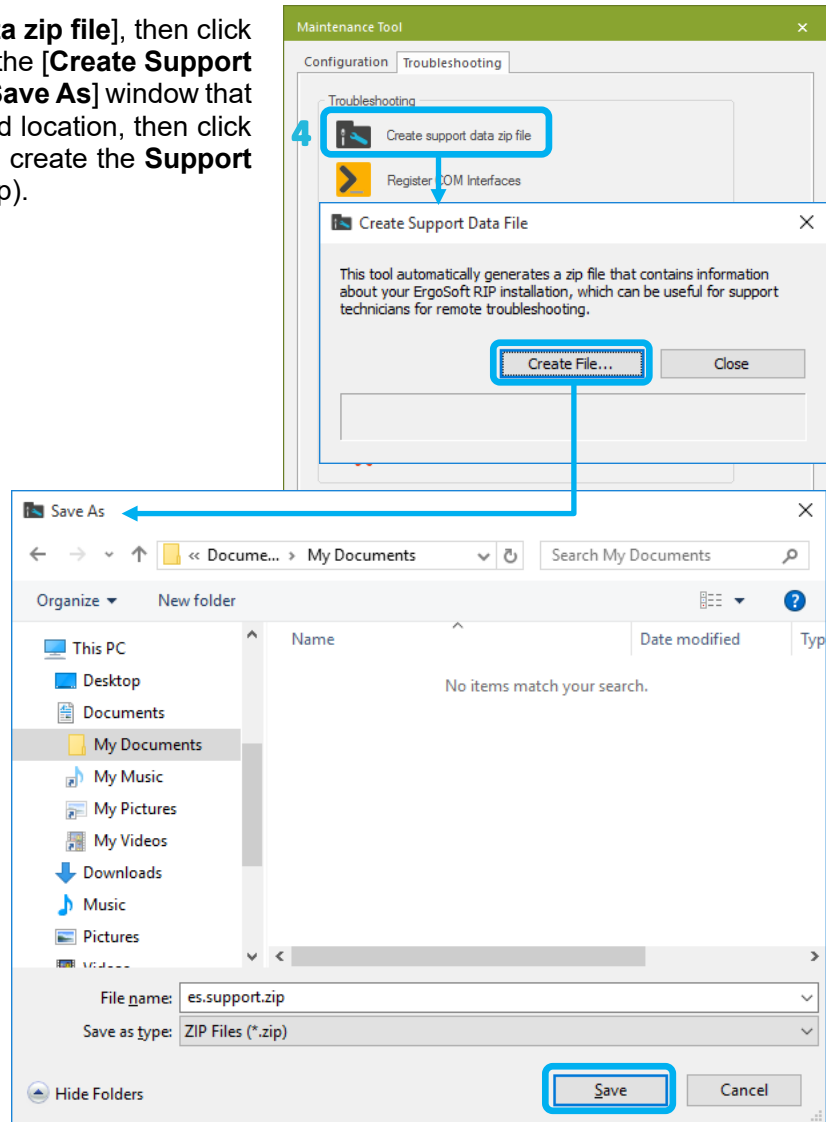 ta zip file], then click
the [Create Support
Save As] window that
d location, then click
create the Support
p).
Maintenance Tool
Configuration Troubleshooting
Troubleshooting
4
Create support data zip file
Register COM Interfaces
Create Support Data File
This tool automatically generates a zip file that contains information
about your ErgoSoft RIP installation, which can be useful for support
technicians for remote troubleshooting.
Create File... Close
Save As
« Docume... > My Documents Search My Documents
Organize New folder
Name Date modified Typ
This PC
No items match your search.
Desktop
Documents
My Documents
My Music
My Pictures
My Videos
Downloads
Music
Pictures
File name: es.support.zip
Save as type: ZIP Files (*.zip)
Hide Folders Save Cancel